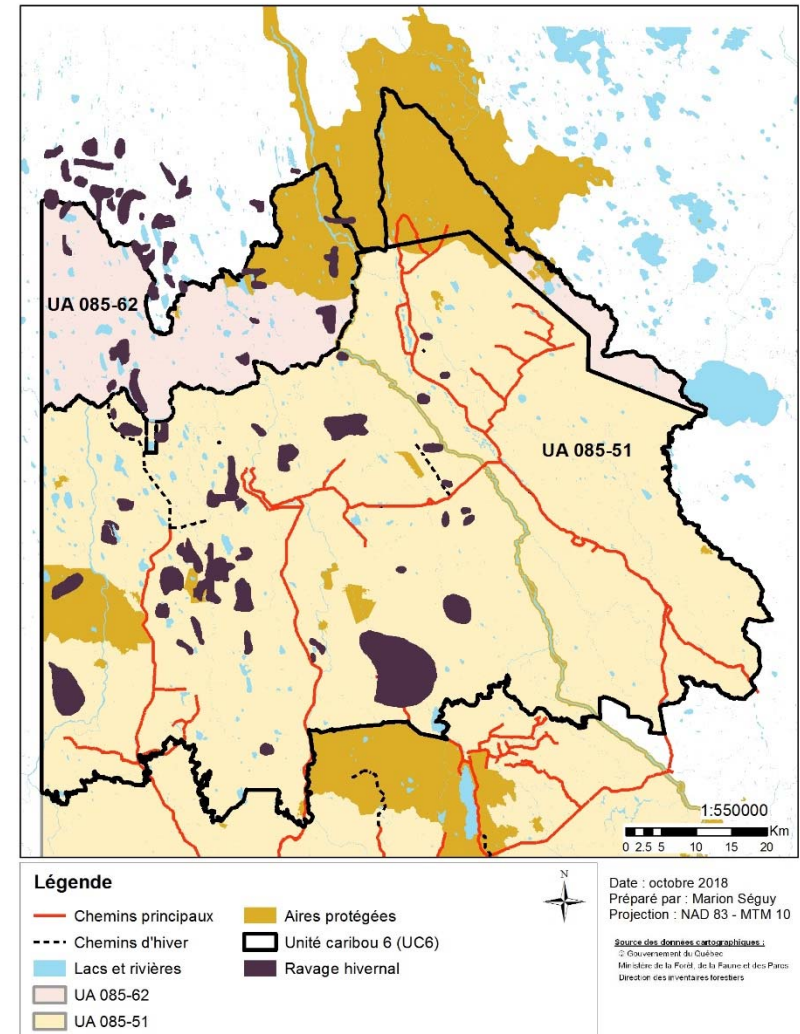 UA 085-62
UA 085-51
1:550000
Km
0 2.5 5 10 15 20
Légende
Chemins principaux
Chemins d'hiver
Lacs et rivières
UA 085-62
UA 085-51
Aires protégées
Unité caribou 6 (UC6)
Ravage hivernal
N
Date : octobre 2018
Préparé par : Marion Séguy
Projection : NAD 83 - MTM 10
Source des données cartographiques :
© Gouvernement du Québec
Ministère de la Forêt, de la Faune et des Parcs
Direction des inventaires forestiers